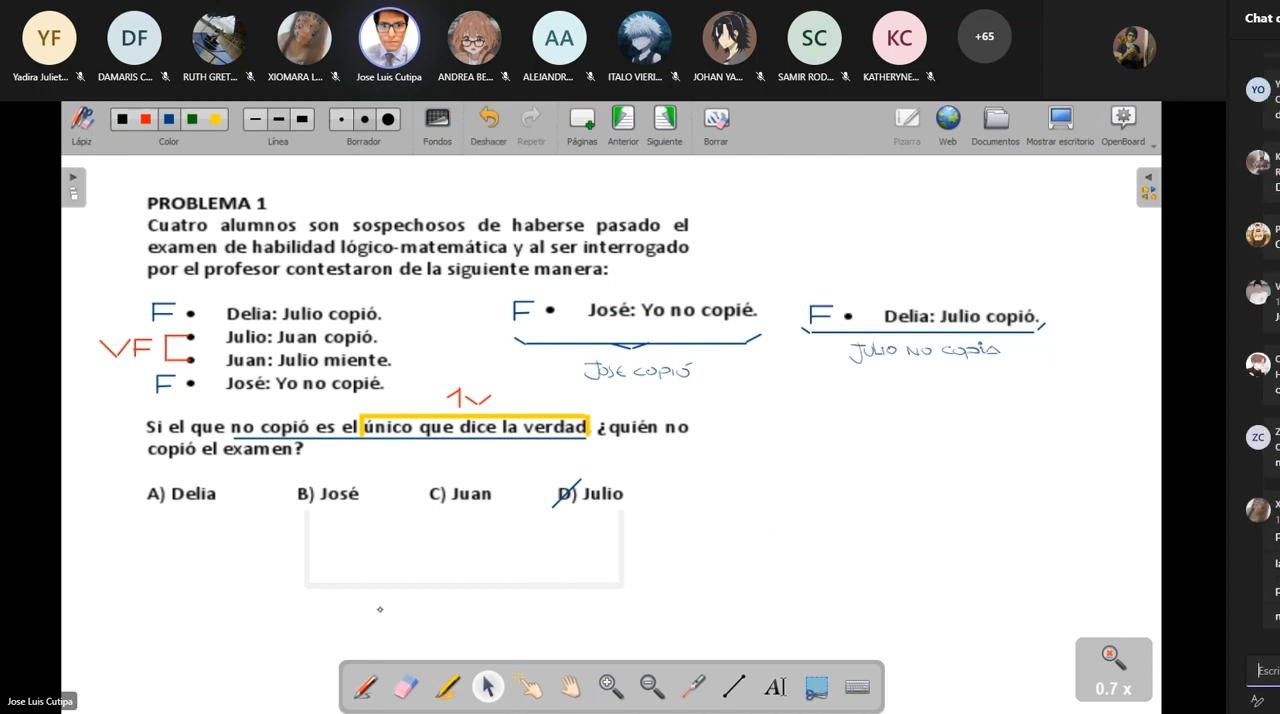 YF
DF
AA
SC
KC
+65
Chat d
Yadira Juliet...
DAMARIS C...
RUTH GRET...
XIOMARA L...
Jose Luis Cutipa
ANDREA BE...
ALEJANDR...
ITALO VIERI...
JOHAN YA...
SAMIR ROD...
KATHERYNE...
Lápiz
Color
Línea
Borrador
Fondos
Deshacer
Repetir
Páginas
Anterior
Siguiente
Borrar
Pizarra
Web
Documentos
Mostrar escritorio
OpenBoard
YO
ZC
PROBLEMA 1
Cuatro alumnos son sospechosos de haberse pasado el
examen de habilidad lógico-matemática y al ser interrogado
por el profesor contestaron de la siguiente manera:
F • Delia: Julio copió.
• Julio: Juan copió.
VF
• Juan: Julio miente.
F • José: Yo no copié.
F • José: Yo no copié.
JOSE COPIÓ
F • Delia: Julio copió.
JULIO NO COPIA
1V
Si el que no copió es el único que dice la verdad, ¿quién no
copió el examen?
A) Delia B) José C) Juan D) Julio
0.7 x
Jose Luis Cutipa
Escri